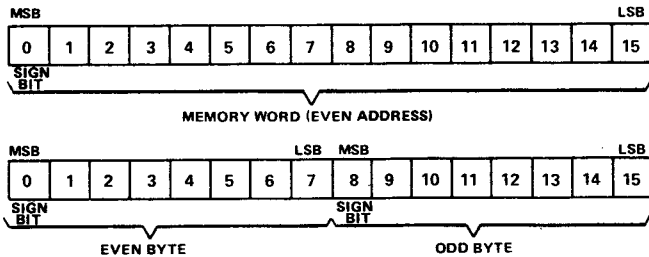 MSB LSB
0 1 2 3 4 5 6 7 8 9 10 11 12 13 14 15
SIGN
BIT
MEMORY WORD (EVEN ADDRESS)
MSB LSB MSB LSB
0 1 2 3 4 5 6 7 8 9 10 11 12 13 14 15
SIGN SIGN
BIT BIT
EVEN BYTE ODD BYTE